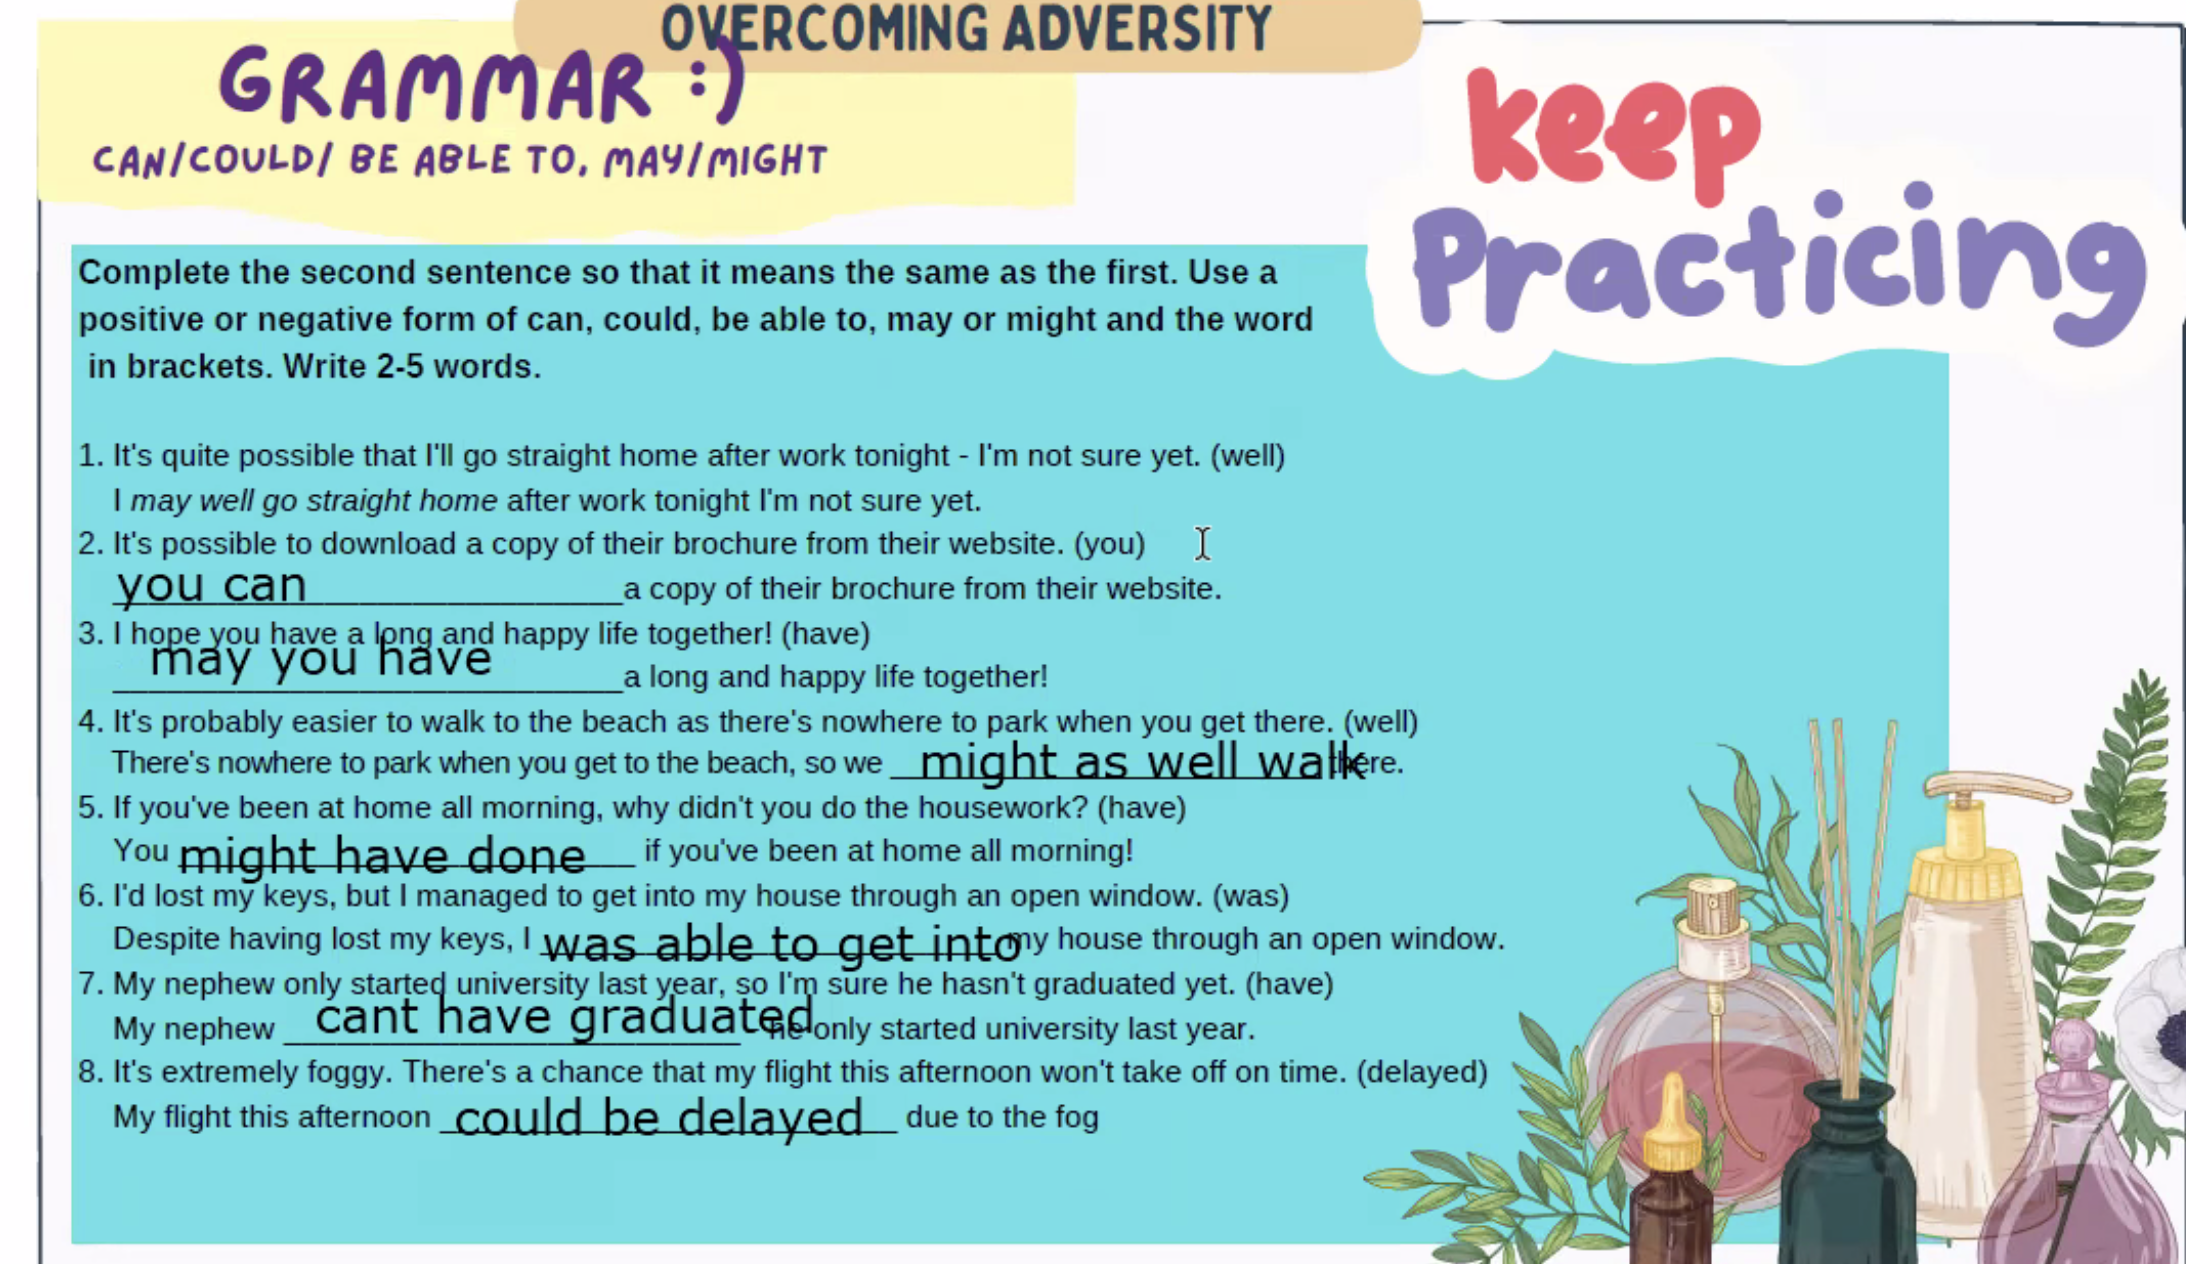 OVERCOMING ADVERSITY
GRAMMAR :)
CAN/COULD/ BE ABLE TO, MAY/MIGHT
keep
Practicing
Complete the second sentence so that it means the same as the first. Use a
positive or negative form of can, could, be able to, may or might and the word
in brackets. Write 2-5 words.
1. It's quite possible that I'll go straight home after work tonight - I'm not sure yet. (well)
I may well go straight home after work tonight I'm not sure yet.
2. It's possible to download a copy of their brochure from their website. (you)
you can a copy of their brochure from their website.
3. I hope you have a long and happy life together! (have)
may you have a long and happy life together!
4. It's probably easier to walk to the beach as there's nowhere to park when you get there. (well)
There's nowhere to park when you get to the beach, so we might as well walk there.
5. If you've been at home all morning, why didn't you do the housework? (have)
You might have done if you've been at home all morning!
6. I'd lost my keys, but I managed to get into my house through an open window. (was)
Despite having lost my keys, I was able to get into my house through an open window.
7. My nephew only started university last year, so I'm sure he hasn't graduated yet. (have)
My nephew cant have graduated he only started university last year.
8. It's extremely foggy. There's a chance that my flight this afternoon won't take off on time. (delayed)
My flight this afternoon could be delayed due to the fog